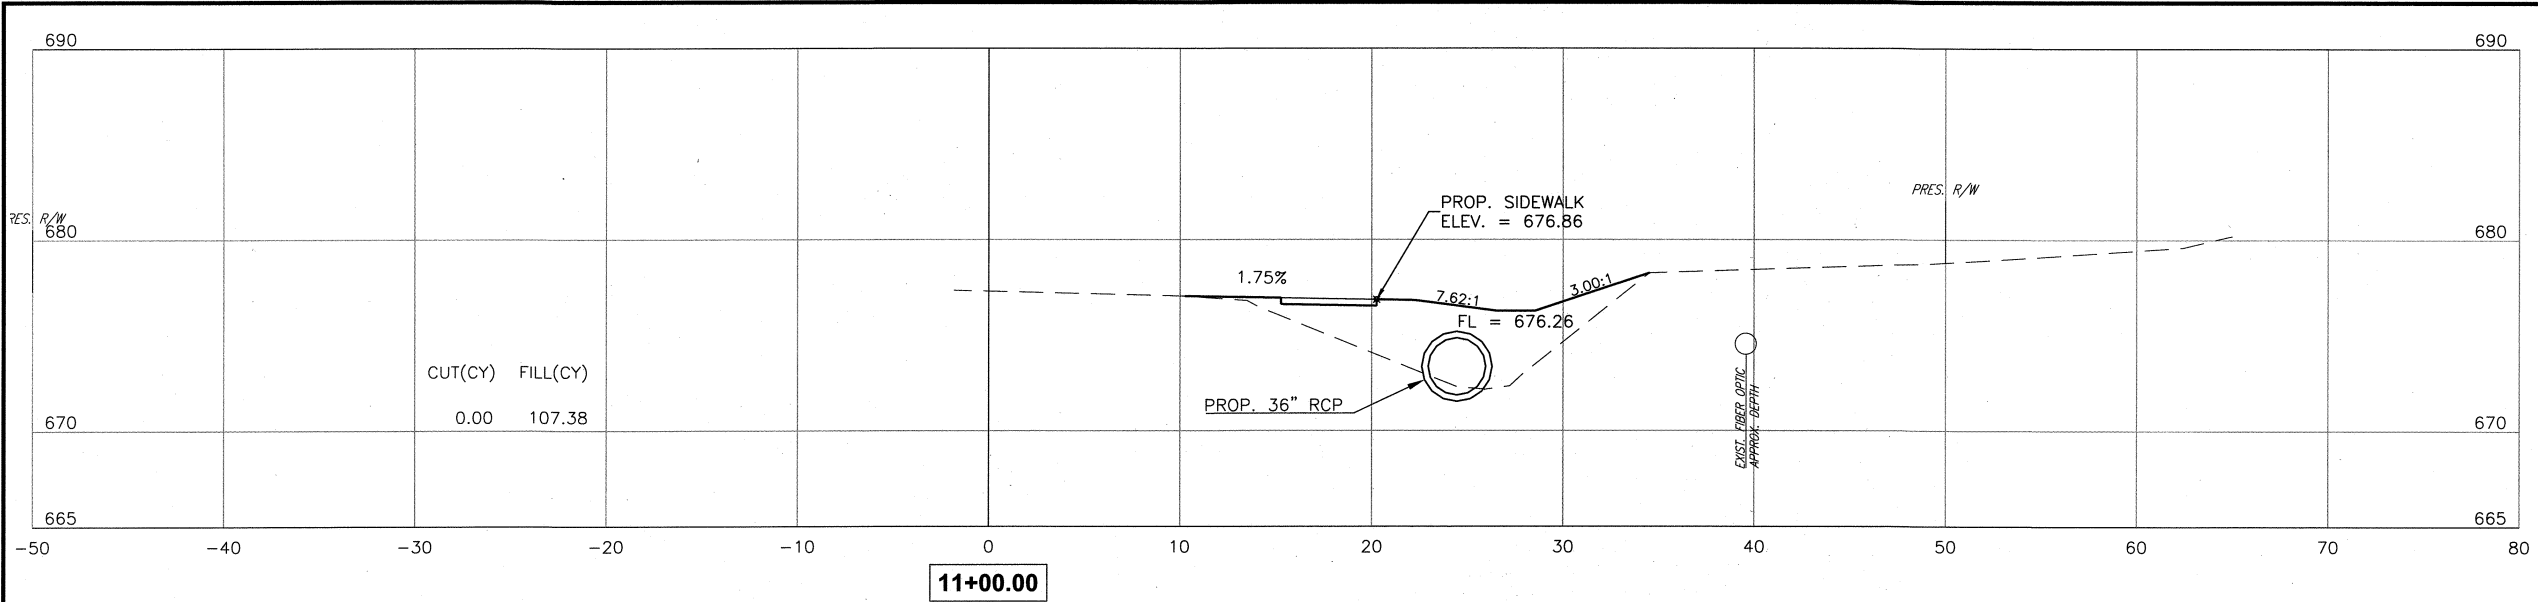 690
690
PROP. SIDEWALK
ELEV. = 676.86
PRES. R/W
RES. R/W
680
680
1.75%
7.62:1
3.00:1
FL = 676.26
CUT(CY) FILL(CY)
0.00 107.38
PROP. 36" RCP
EXIST. FIBER OPTIC
APPROX. DEPTH
670
670
665
665
-50 -40 -30 -20 -10 0 10 20 30 40 50 60 70 80
11+00.00